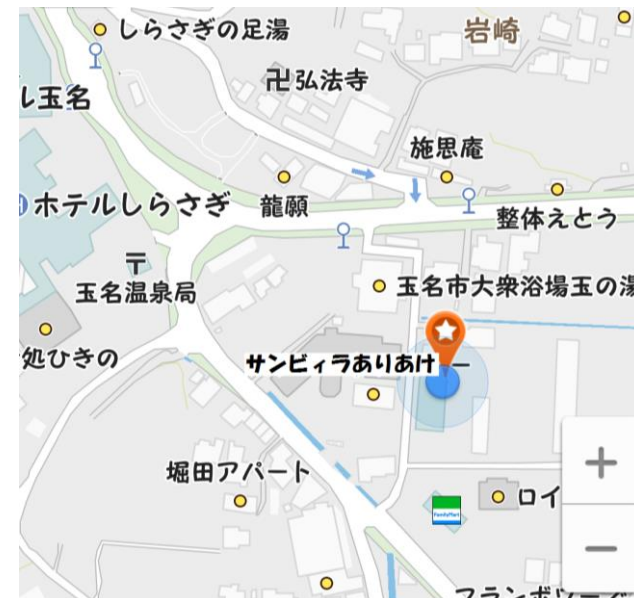 しらさぎの足湯
岩崎
卍弘法寺
ル玉名
施思庵
ホテルしらさぎ
龍願
整体えとう
〒
玉名温泉局
玉名市大衆浴場玉の湯
処ひきの
サンビィラありあけ
ー
堀田アパート
FamilyMart
ロイ
+
−